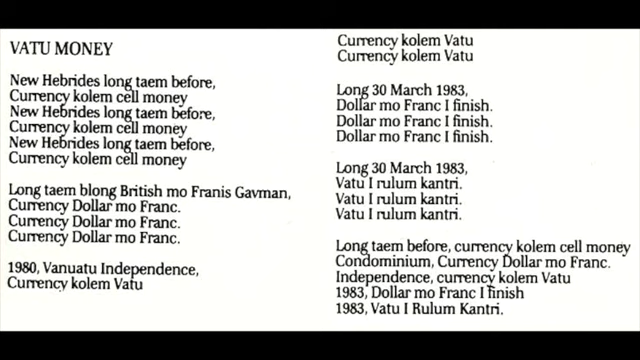 VATU MONEY
New Hebrides long taem before,
Currency kolem cell money
New Hebrides long taem before,
Currency kolem cell money
New Hebrides long taem before,
Currency kolem cell money
Long taem blong British mo Franis Gavman,
Currency Dollar mo Franc.
Currency Dollar mo Franc.
Currency Dollar mo Franc.
1980, Vanuatu Independence,
Currency kolem Vatu
Currency kolem Vatu
Currency kolem Vatu
Long 30 March 1983,
Dollar mo Franc I finish.
Dollar mo Franc I finish.
Dollar mo Franc I finish.
Long 30 March 1983,
Vatu I rulum kantri.
Vatu I rulum kantri.
Vatu I rulum kantri.
Long taem before, currency kolem cell money
Condominium, Currency Dollar mo Franc.
Independence, currency kolem Vatu
1983, Dollar mo Franc I finish
1983, Vatu I Rulum Kantri.